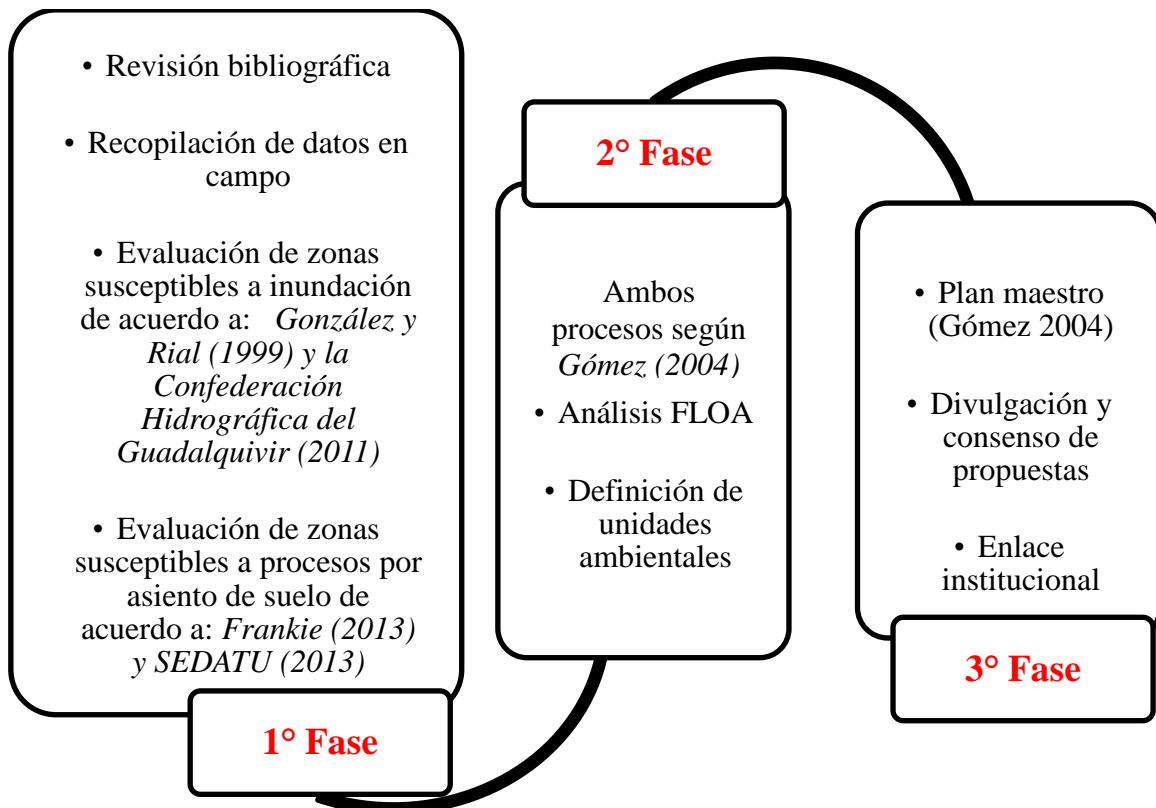 • Revisión bibliográfica
• Recopilación de datos en
campo
• Evaluación de zonas
susceptibles a inundación
de acuerdo a: González y
Rial (1999) y la
Confederación
Hidrográfica del
Guadalquivir (2011)
• Evaluación de zonas
susceptibles a procesos por
asiento de suelo de
acuerdo a: Frankie (2013)
y SEDATU (2013)
1° Fase
2° Fase
Ambos
procesos según
Gómez (2004)
• Análisis FLOA
• Definición de
unidades
ambientales
• Plan maestro
(Gómez 2004)
• Divulgación y
consenso de
propuestas
• Enlace
institucional
3° Fase